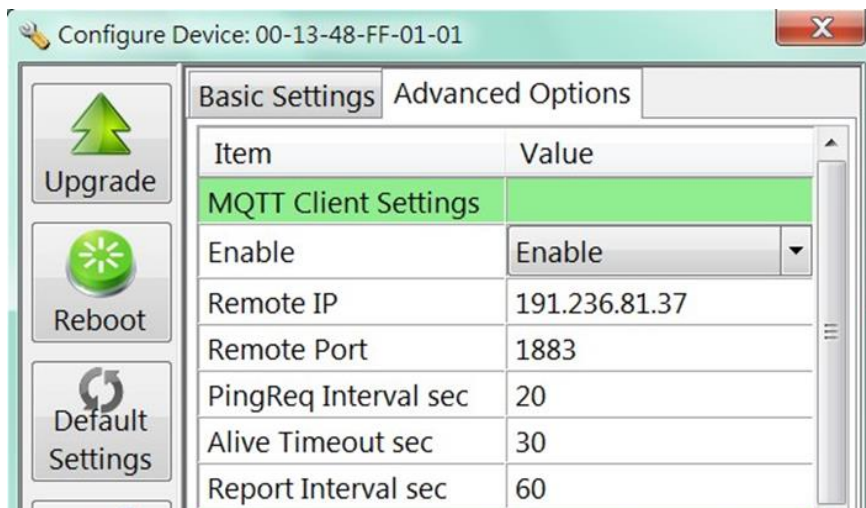 Configure Device: 00-13-48-FF-01-01
X
Upgrade
Reboot
Default
Settings
Basic Settings Advanced Options
Item Value
MQTT Client Settings
Enable Enable
Remote IP 191.236.81.37
Remote Port 1883
PingReq Interval sec 20
Alive Timeout sec 30
Report Interval sec 60